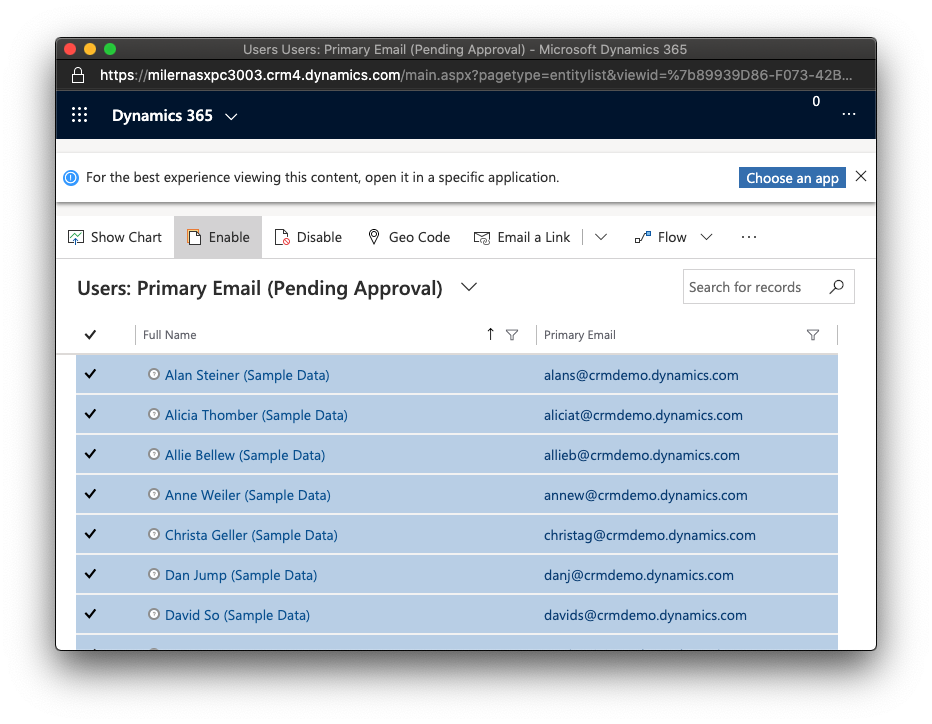 Users Users: Primary Email (Pending Approval) - Microsoft Dynamics 365
https://milernasxpc3003.crm4.dynamics.com/main.aspx?pagetype=entitylist&viewid=%7b89939D86-F073-42B...
Dynamics 365
0
For the best experience viewing this content, open it in a specific application.
Choose an app
Show Chart Enable Disable Geo Code Email a Link Flow
Users: Primary Email (Pending Approval)
Search for records
Full Name Primary Email
Alan Steiner (Sample Data) alans@crmdemo.dynamics.com
Alicia Thomber (Sample Data) aliciat@crmdemo.dynamics.com
Allie Bellew (Sample Data) allieb@crmdemo.dynamics.com
Anne Weiler (Sample Data) annew@crmdemo.dynamics.com
Christa Geller (Sample Data) christag@crmdemo.dynamics.com
Dan Jump (Sample Data) danj@crmdemo.dynamics.com
David So (Sample Data) davids@crmdemo.dynamics.com